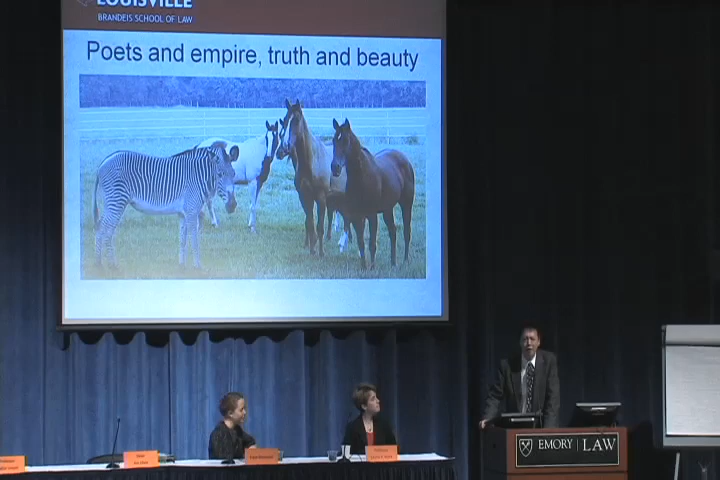 LOUISVILLE
BRANDEIS SCHOOL OF LAW
Poets and empire, truth and beauty
EMORY | LAW